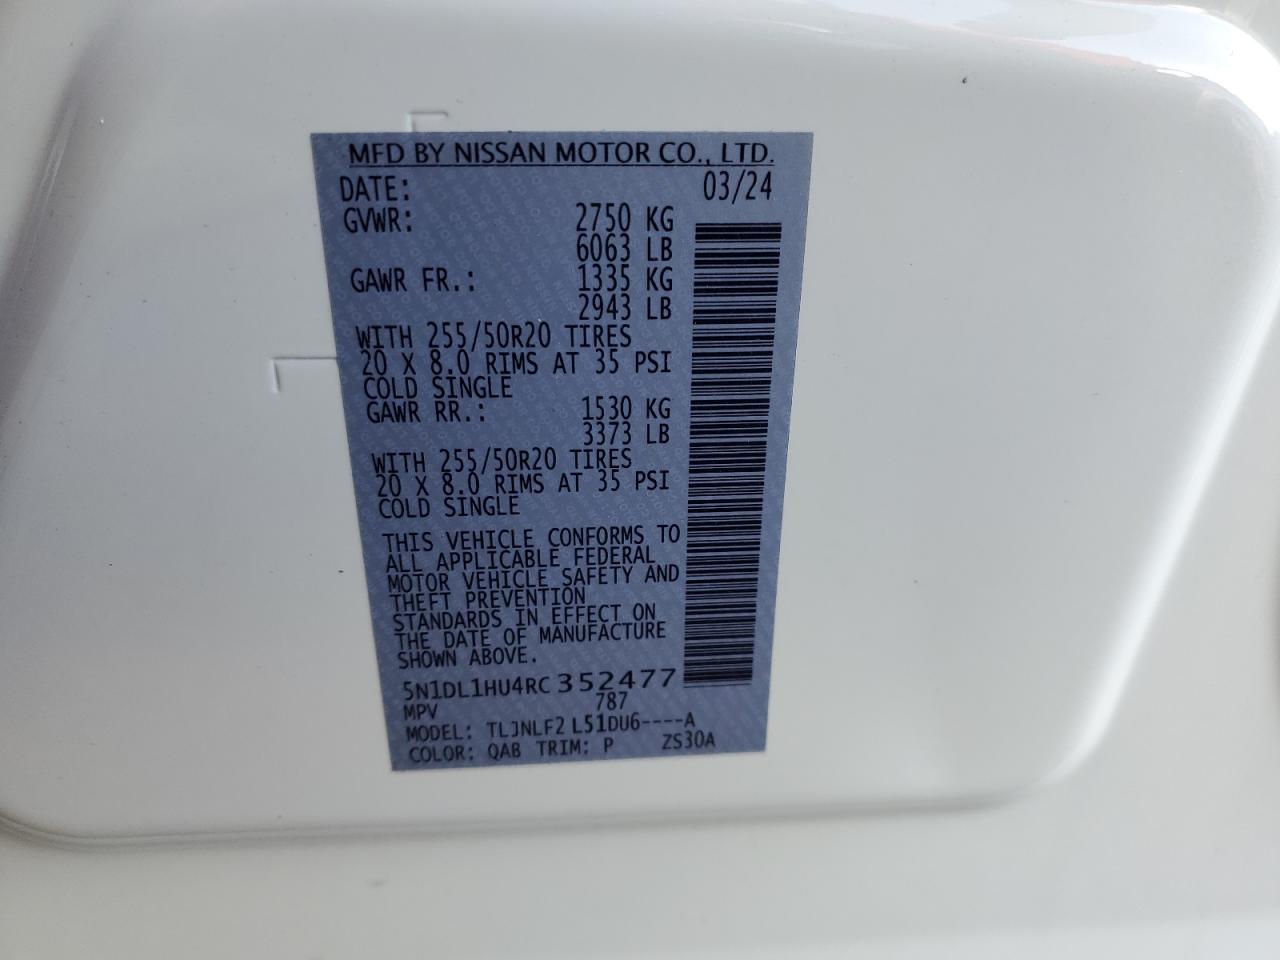 MFD BY NISSAN MOTOR CO., LTD.
DATE: 03/24
GVWR: 2750 KG
6063 LB
GAWR FR.: 1335 KG
2943 LB
WITH 255/50R20 TIRES
20 X 8.0 RIMS AT 35 PSI
COLD SINGLE
GAWR RR.: 1530 KG
3373 LB
WITH 255/50R20 TIRES
20 X 8.0 RIMS AT 35 PSI
COLD SINGLE
THIS VEHICLE CONFORMS TO
ALL APPLICABLE FEDERAL
MOTOR VEHICLE SAFETY AND
THEFT PREVENTION
STANDARDS IN EFFECT ON
THE DATE OF MANUFACTURE
SHOWN ABOVE.
5N1DL1HU4RC352477
MPV 787
MODEL: TLJNLF2 L51DU6----A
COLOR: QAB TRIM: P ZS30A